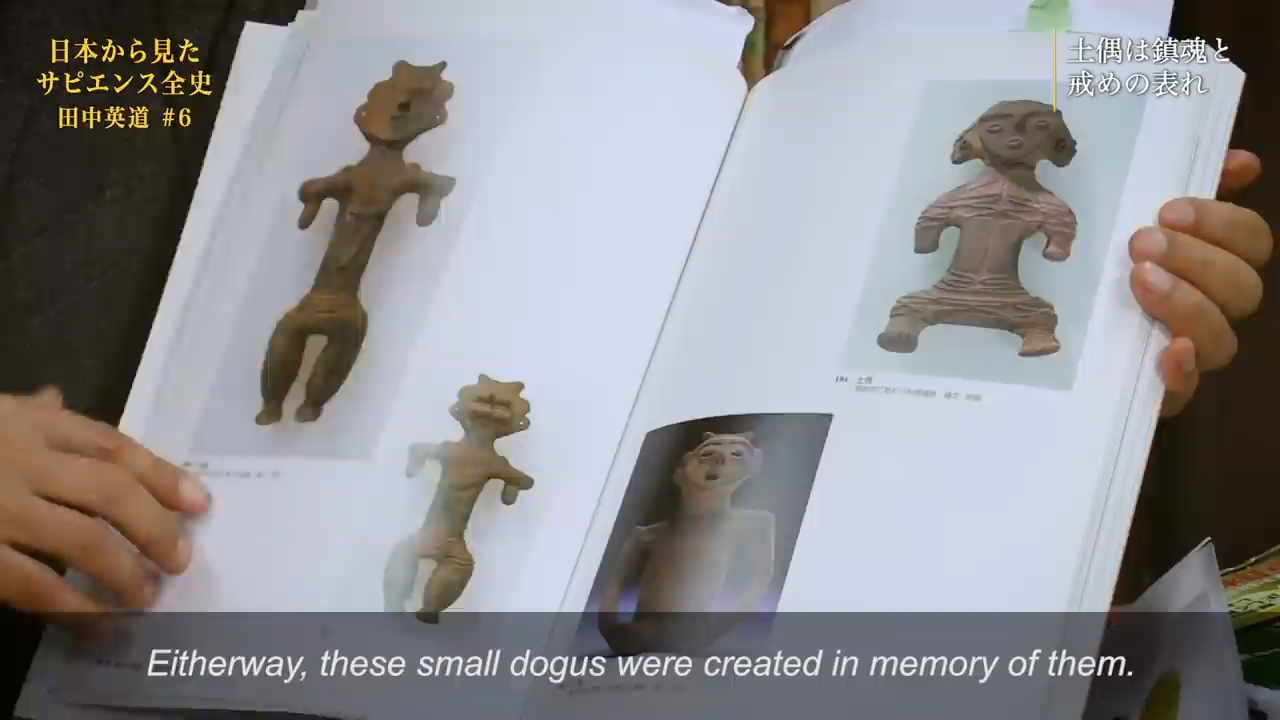 日本から見た
サピエンス全史
田中英道 #6
土偶は鎮魂と
戒めの表れ
土偶
Eitherway, these small dogus were created in memory of them.